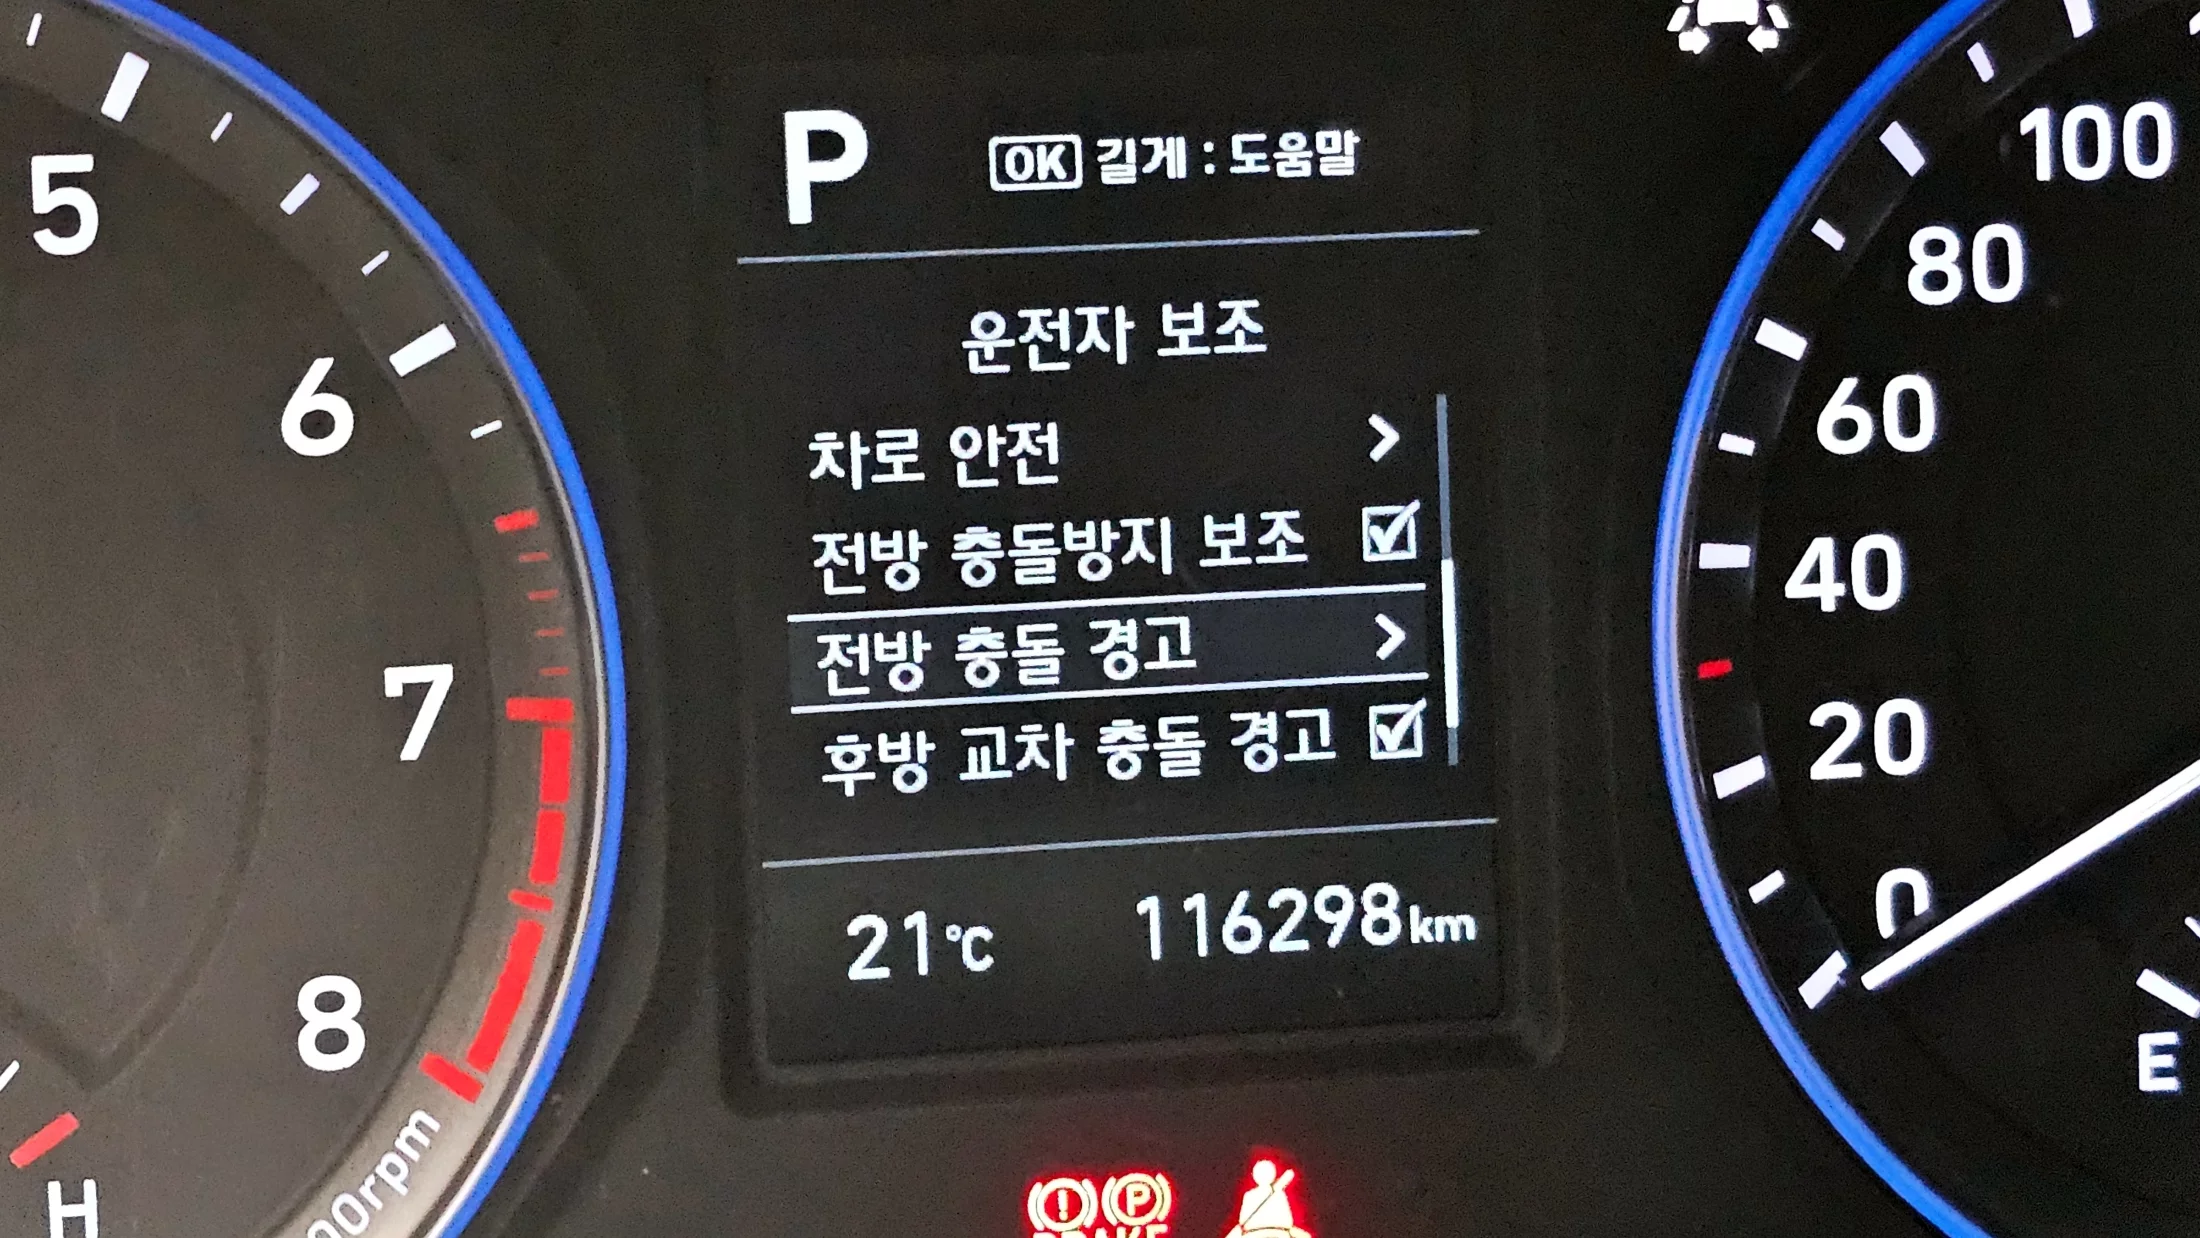 P
OK 길게 : 도움말
운전자 보조
차로 안전 >
전방 충돌방지 보조
전방 충돌 경고 >
후방 교차 충돌 경고
21℃ 116298km
5
6
7
8
H
00rpm
100
80
60
40
20
0
E
(!) (P)
BRAKE